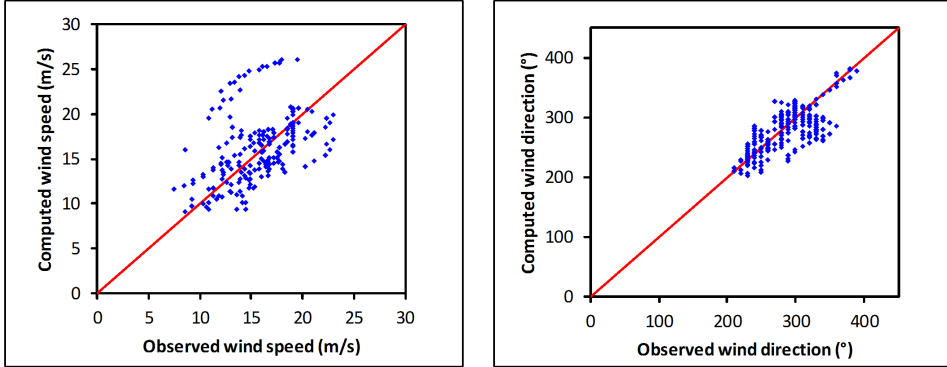 Computed wind speed (m/s)
30
25
20
15
10
5
0
0 5 10 15 20 25 30
Observed wind speed (m/s)
Computed wind direction (°)
400
300
200
100
0
0 100 200 300 400
Observed wind direction (°)